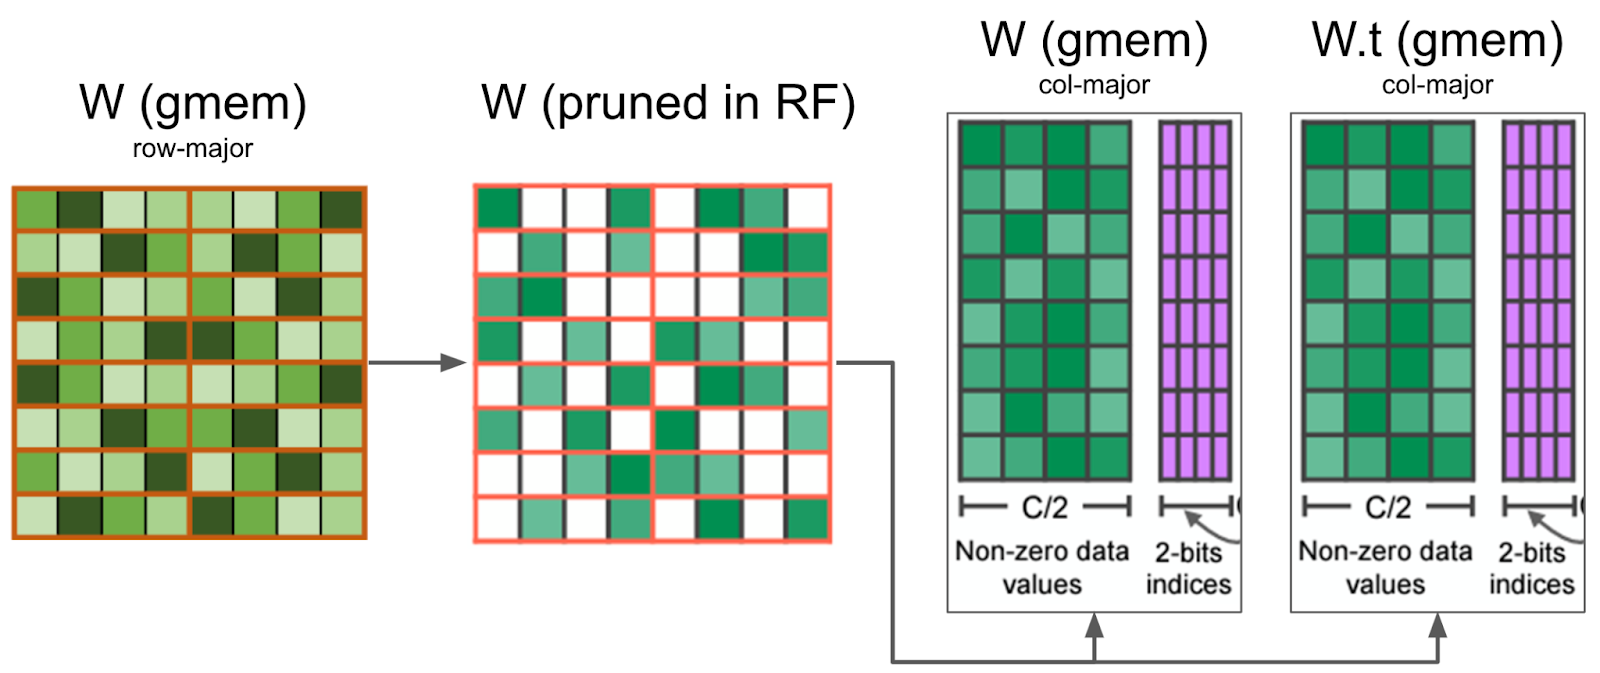 W (gmem)
row-major
W (pruned in RF)
W (gmem)
col-major
C/2
Non-zero data
values
2-bits
indices
W.t (gmem)
col-major
C/2
Non-zero data
values
2-bits
indices